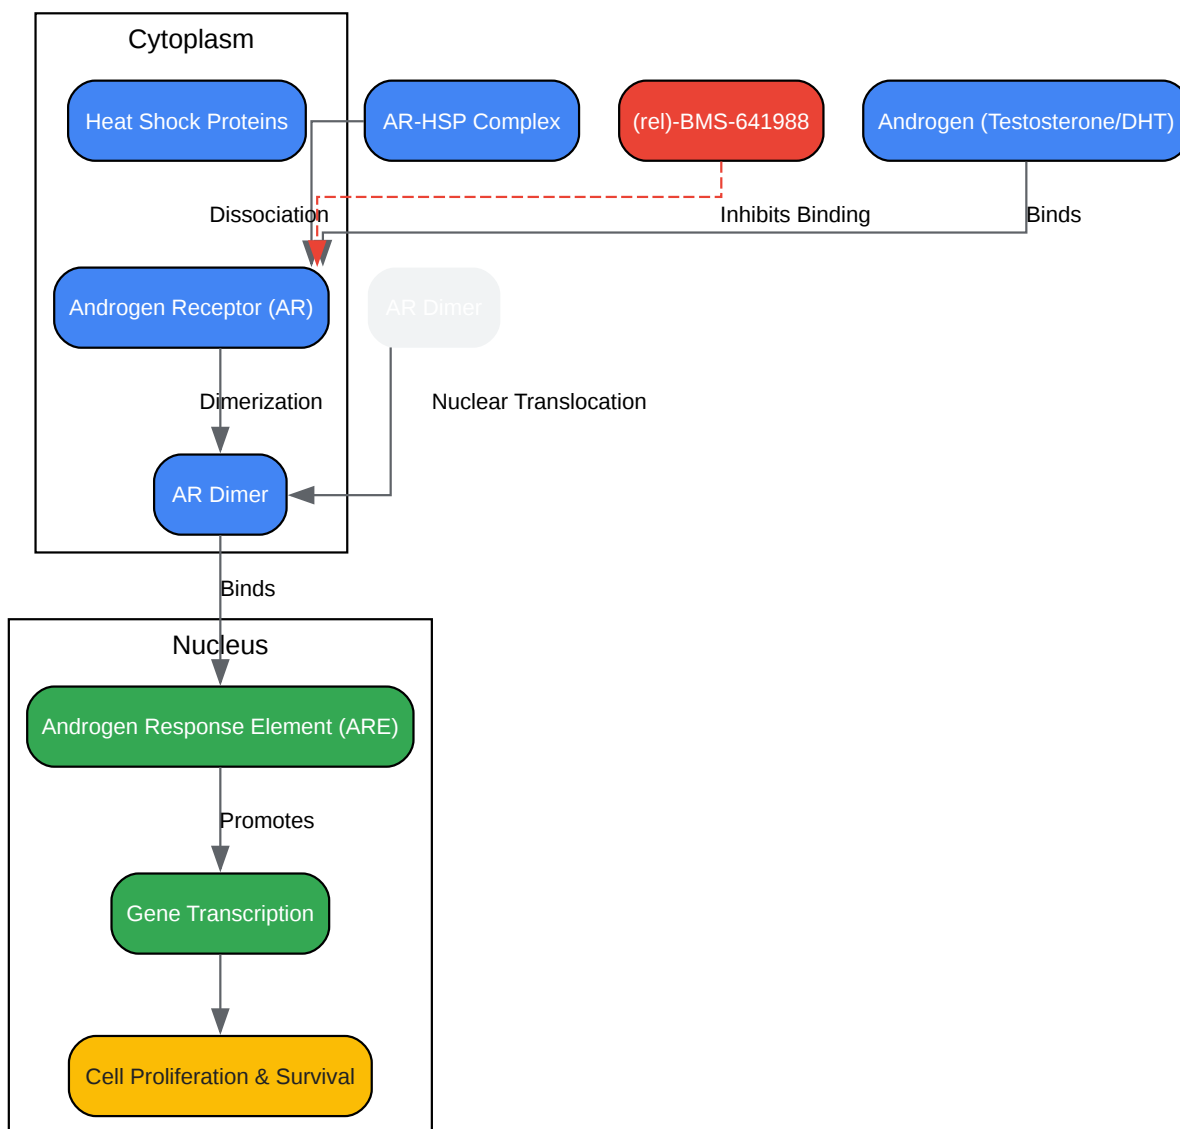 Cytoplasm
Heat Shock Proteins
AR-HSP Complex
(rel)-BMS-641988
Androgen (Testosterone/DHT)
Dissociation
Inhibits Binding
Binds
Androgen Receptor (AR)
AR Dimer
Dimerization
Nuclear Translocation
AR Dimer
Binds
Nucleus
Androgen Response Element (ARE)
Promotes
Gene Transcription
Cell Proliferation & Survival